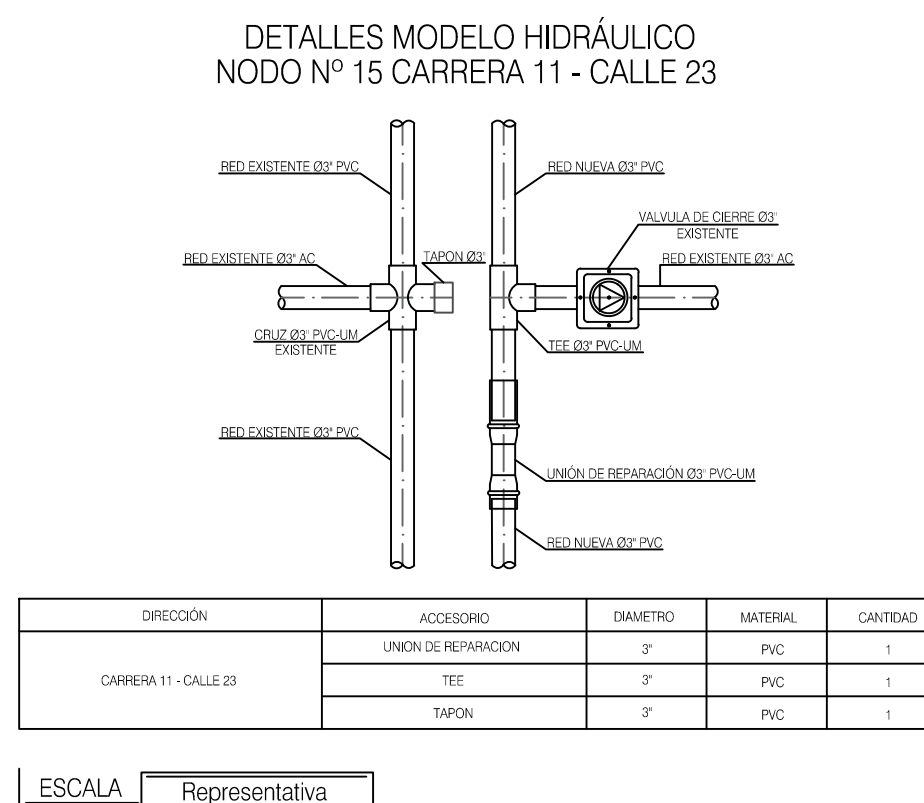 DETALLES MODELO HIDRÁULICO
NODO Nº 15 CARRERA 11 - CALLE 23
RED EXISTENTE Ø3" PVC
RED NUEVA Ø3" PVC
VALVULA DE CIERRE Ø3"
EXISTENTE
RED EXISTENTE Ø3" AC
TAPON Ø3"
RED EXISTENTE Ø3" AC
CRUZ Ø3" PVC-UM
EXISTENTE
TEE Ø3" PVC-UM
RED EXISTENTE Ø3" PVC
UNIÓN DE REPARACIÓN Ø3" PVC-UM
RED NUEVA Ø3" PVC
DIRECCIÓN ACCESORIO DIAMETRO MATERIAL CANTIDAD
UNION DE REPARACION 3" PVC 1
CARRERA 11 - CALLE 23 TEE 3" PVC 1
TAPON 3" PVC 1
ESCALA Representativa